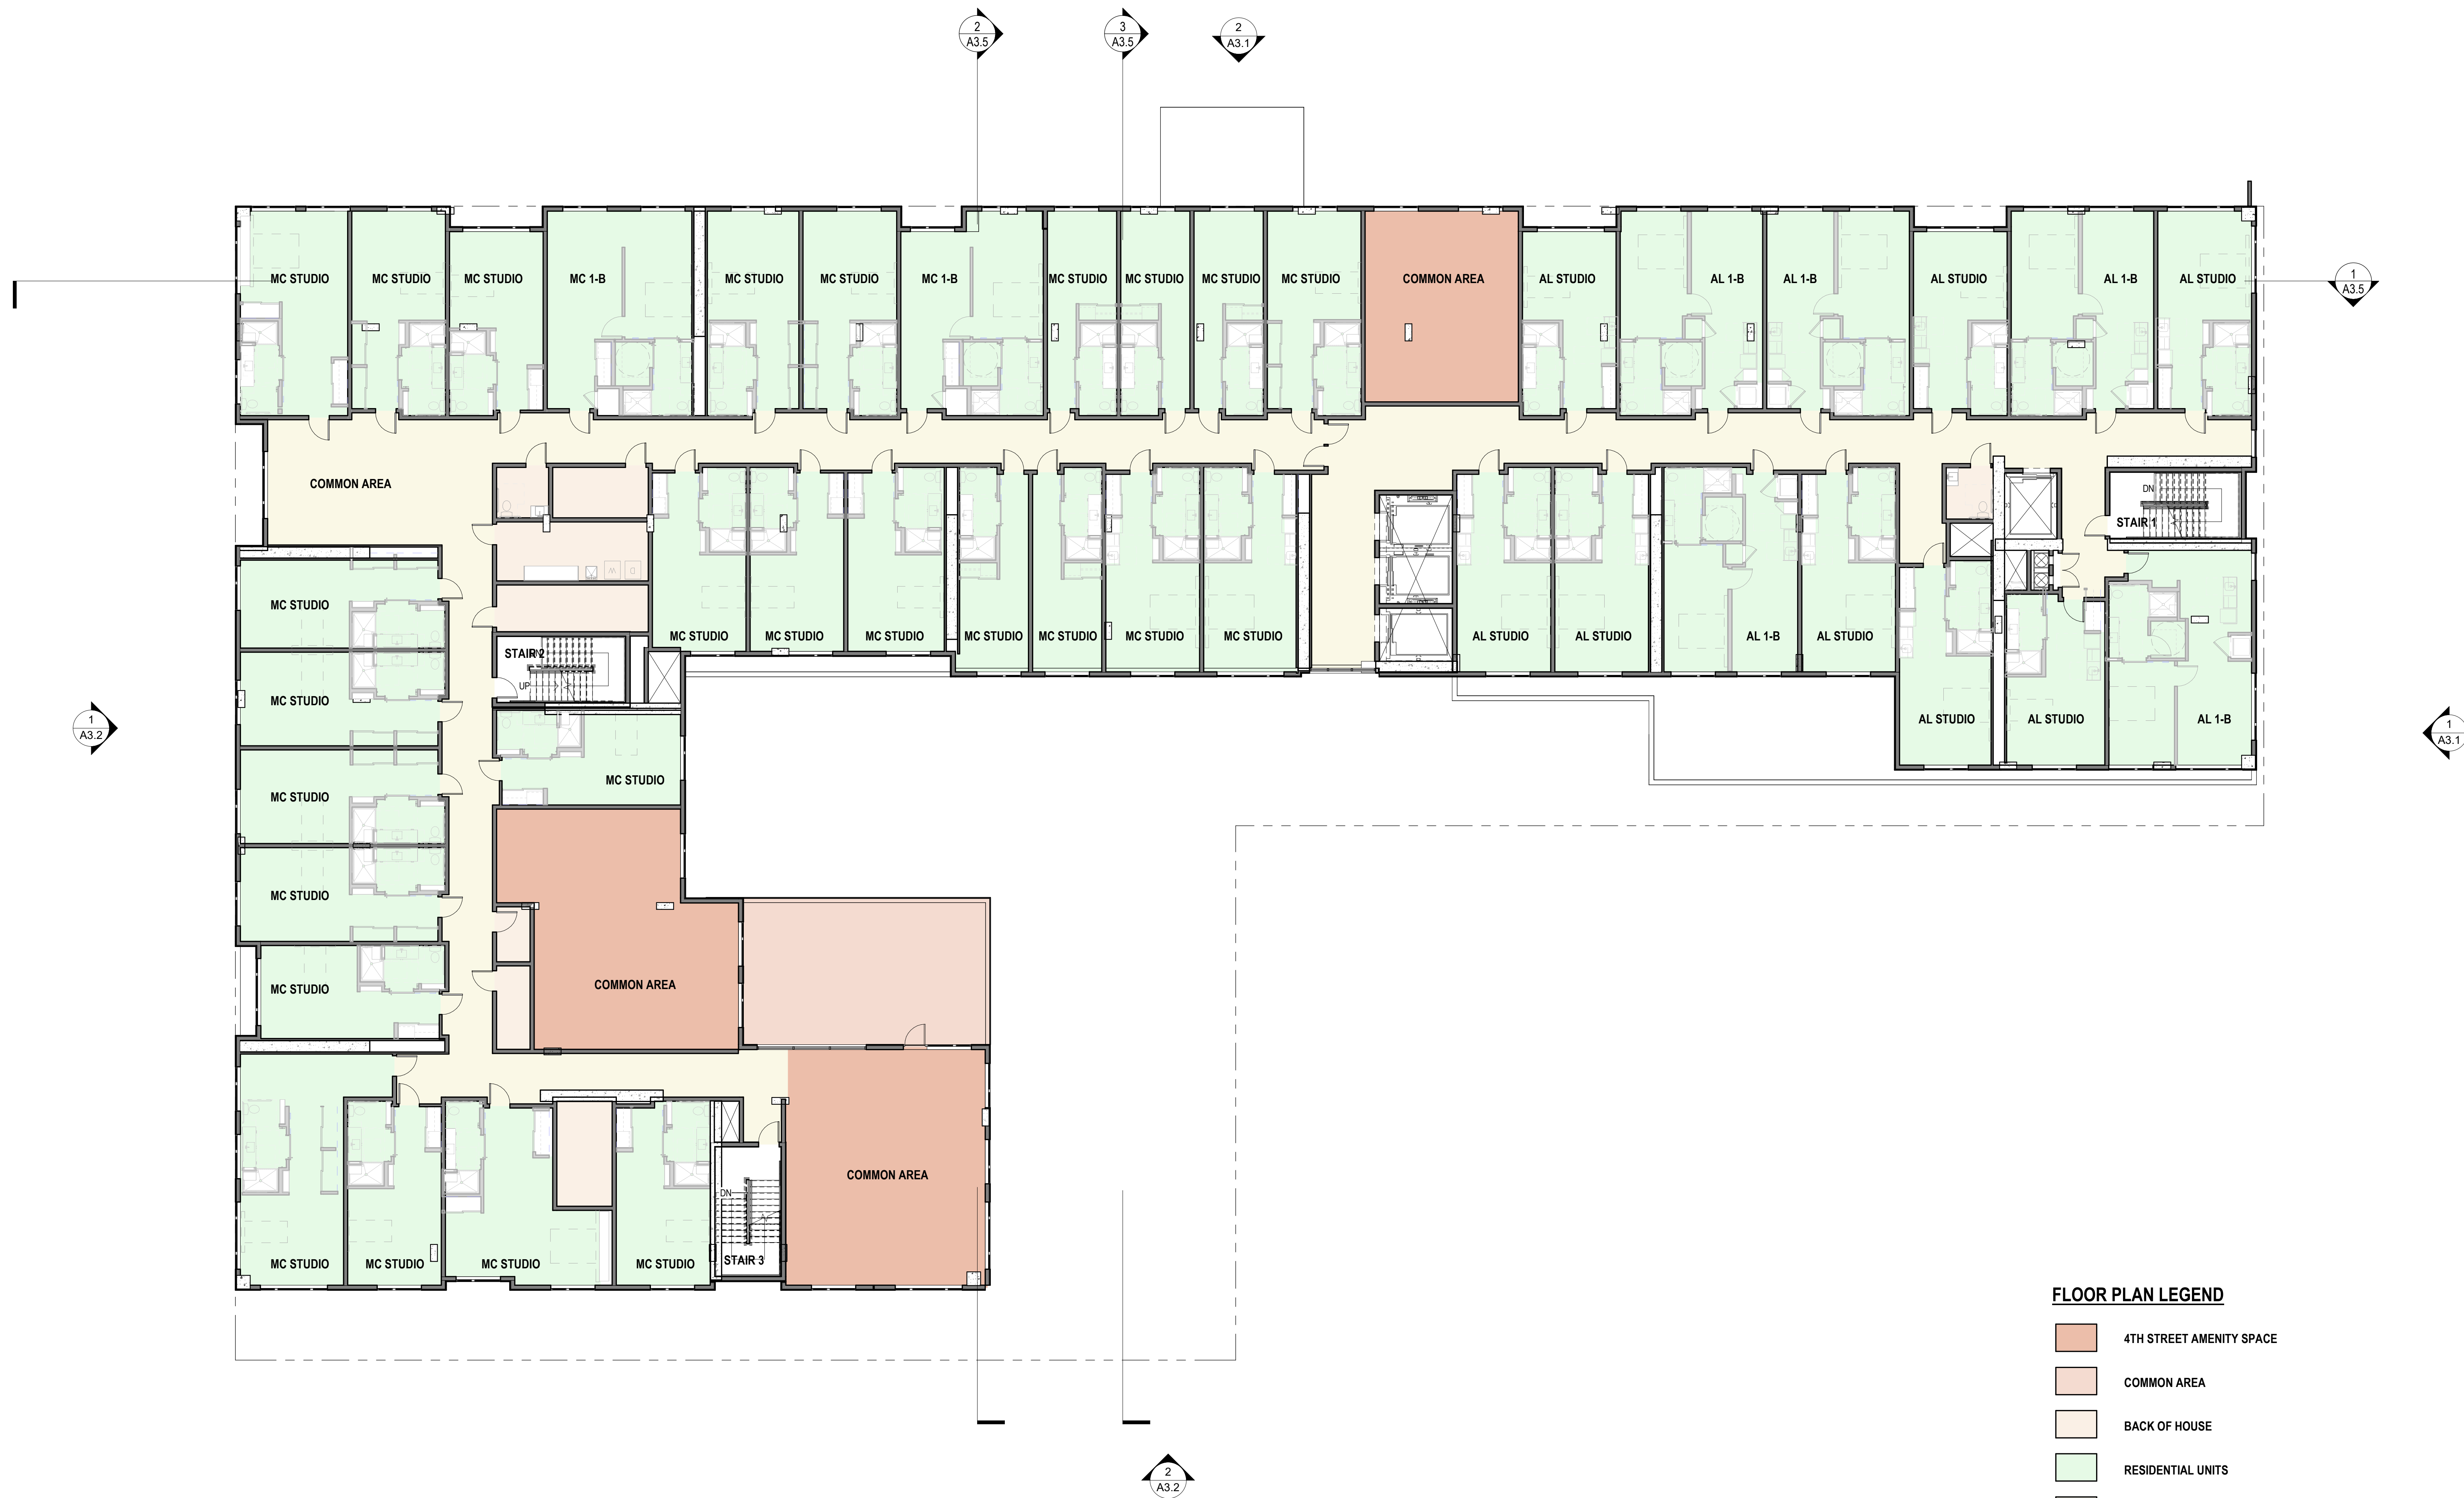 2
A3.5
3
A3.5
2
A3.1
MC STUDIO
MC STUDIO
MC STUDIO
MC 1-B
MC STUDIO
MC STUDIO
MC 1-B
MC STUDIO
MC STUDIO
MC STUDIO
MC STUDIO
COMMON AREA
AL STUDIO
AL 1-B
AL 1-B
AL STUDIO
AL 1-B
AL STUDIO
1
A3.5
COMMON AREA
DN
STAIR 1
MC STUDIO
MC STUDIO
MC STUDIO
MC STUDIO
MC STUDIO
MC STUDIO
MC STUDIO
MC STUDIO
AL STUDIO
AL STUDIO
AL 1-B
AL STUDIO
STAIR 2
UP
MC STUDIO
AL STUDIO
AL STUDIO
AL 1-B
1
A3.2
1
A3.1
MC STUDIO
MC STUDIO
MC STUDIO
MC STUDIO
COMMON AREA
COMMON AREA
DN
STAIR 3
MC STUDIO
MC STUDIO
MC STUDIO
MC STUDIO
FLOOR PLAN LEGEND
4TH STREET AMENITY SPACE
COMMON AREA
BACK OF HOUSE
RESIDENTIAL UNITS
2
A3.2